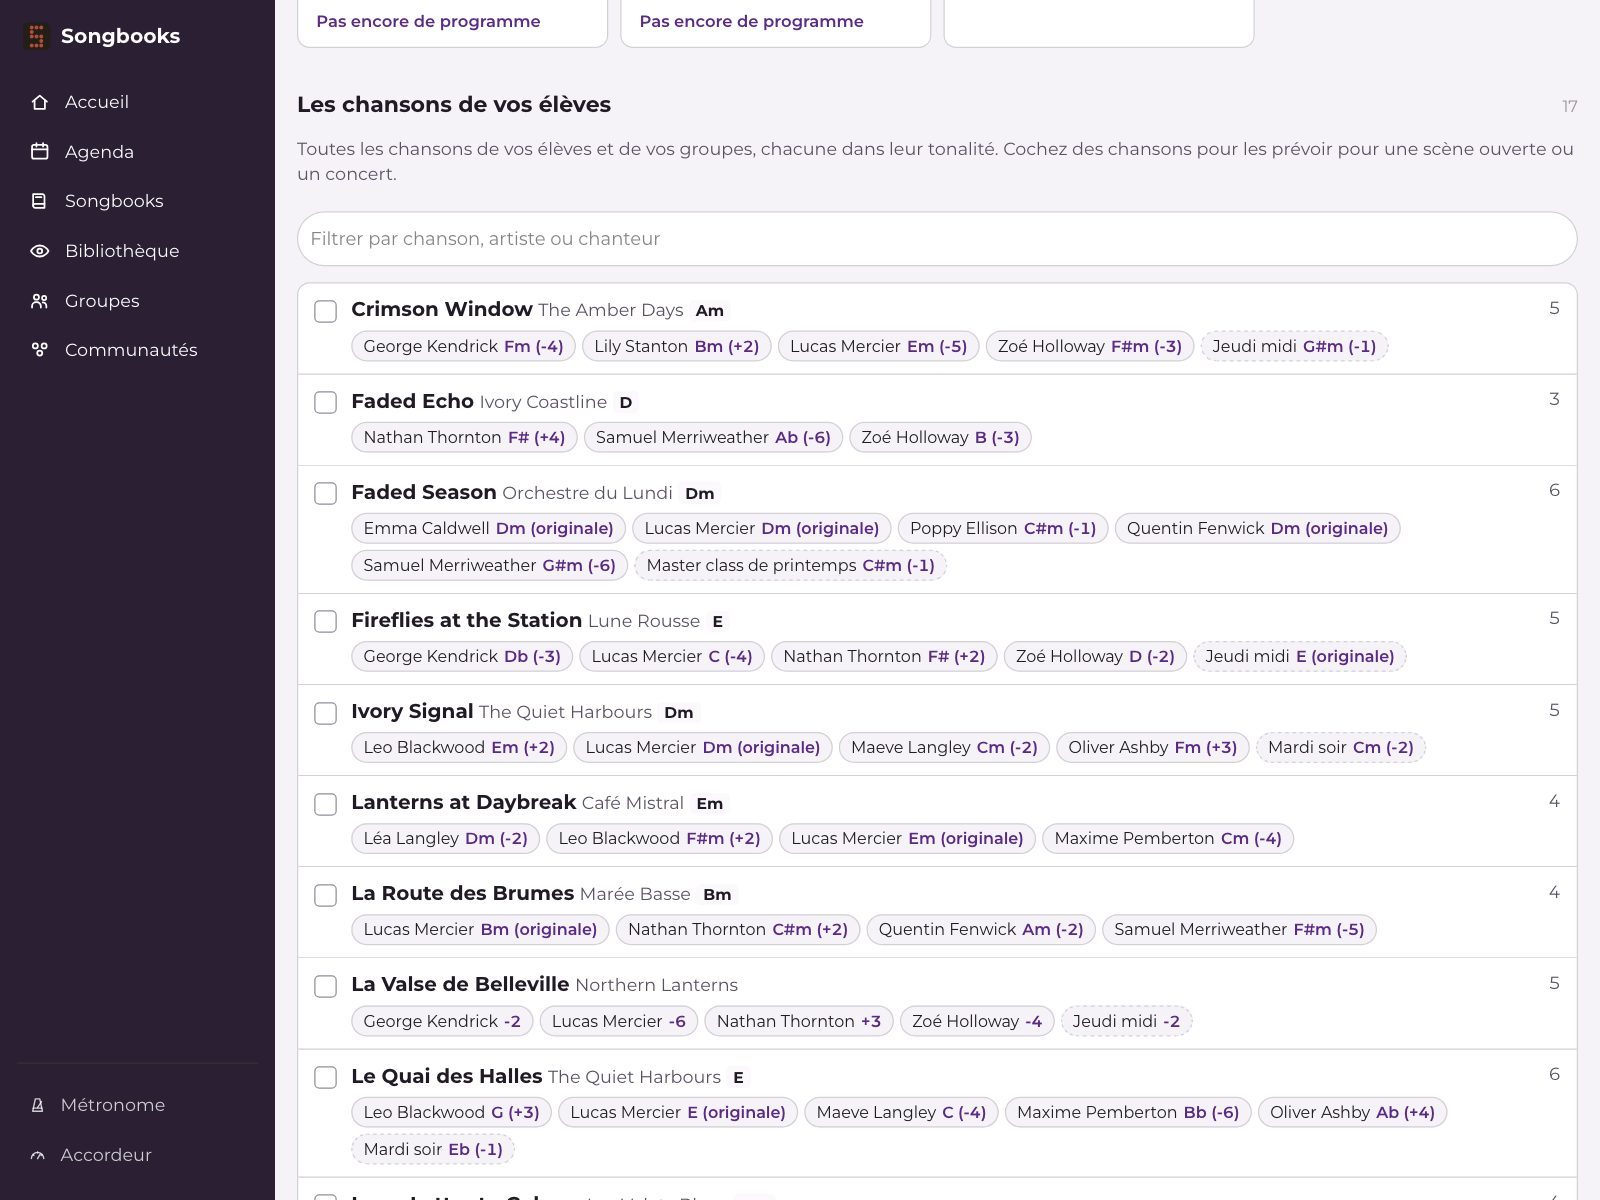 Songbooks
Accueil
Agenda
Songbooks
Bibliothèque
Groupes
Communautés
Métronome
Accordeur
Pas encore de programme
Pas encore de programme
Les chansons de vos élèves
17
Toutes les chansons de vos élèves et de vos groupes, chacune dans leur tonalité. Cochez des chansons pour les prévoir pour une scène ouverte ou
un concert.
Filtrer par chanson, artiste ou chanteur
Crimson Window The Amber Days Am 5
George Kendrick Fm (-4) Lily Stanton Bm (+2) Lucas Mercier Em (-5) Zoé Holloway F#m (-3) Jeudi midi G#m (-1)
Faded Echo Ivory Coastline D 3
Nathan Thornton F# (+4) Samuel Merriweather Ab (-6) Zoé Holloway B (-3)
Faded Season Orchestre du Lundi Dm 6
Emma Caldwell Dm (originale) Lucas Mercier Dm (originale) Poppy Ellison C#m (-1) Quentin Fenwick Dm (originale)
Samuel Merriweather G#m (-6) Master class de printemps C#m (-1)
Fireflies at the Station Lune Rousse E 5
George Kendrick Db (-3) Lucas Mercier C (-4) Nathan Thornton F# (+2) Zoé Holloway D (-2) Jeudi midi E (originale)
Ivory Signal The Quiet Harbours Dm 5
Leo Blackwood Em (+2) Lucas Mercier Dm (originale) Maeve Langley Cm (-2) Oliver Ashby Fm (+3) Mardi soir Cm (-2)
Lanterns at Daybreak Café Mistral Em 4
Léa Langley Dm (-2) Leo Blackwood F#m (+2) Lucas Mercier Em (originale) Maxime Pemberton Cm (-4)
La Route des Brumes Marée Basse Bm 4
Lucas Mercier Bm (originale) Nathan Thornton C#m (+2) Quentin Fenwick Am (-2) Samuel Merriweather F#m (-5)
La Valse de Belleville Northern Lanterns 5
George Kendrick -2 Lucas Mercier -6 Nathan Thornton +3 Zoé Holloway -4 Jeudi midi -2
Le Quai des Halles The Quiet Harbours E 6
Leo Blackwood G (+3) Lucas Mercier E (originale) Maeve Langley C (-4) Maxime Pemberton Bb (-6) Oliver Ashby Ab (+4)
Mardi soir Eb (-1)